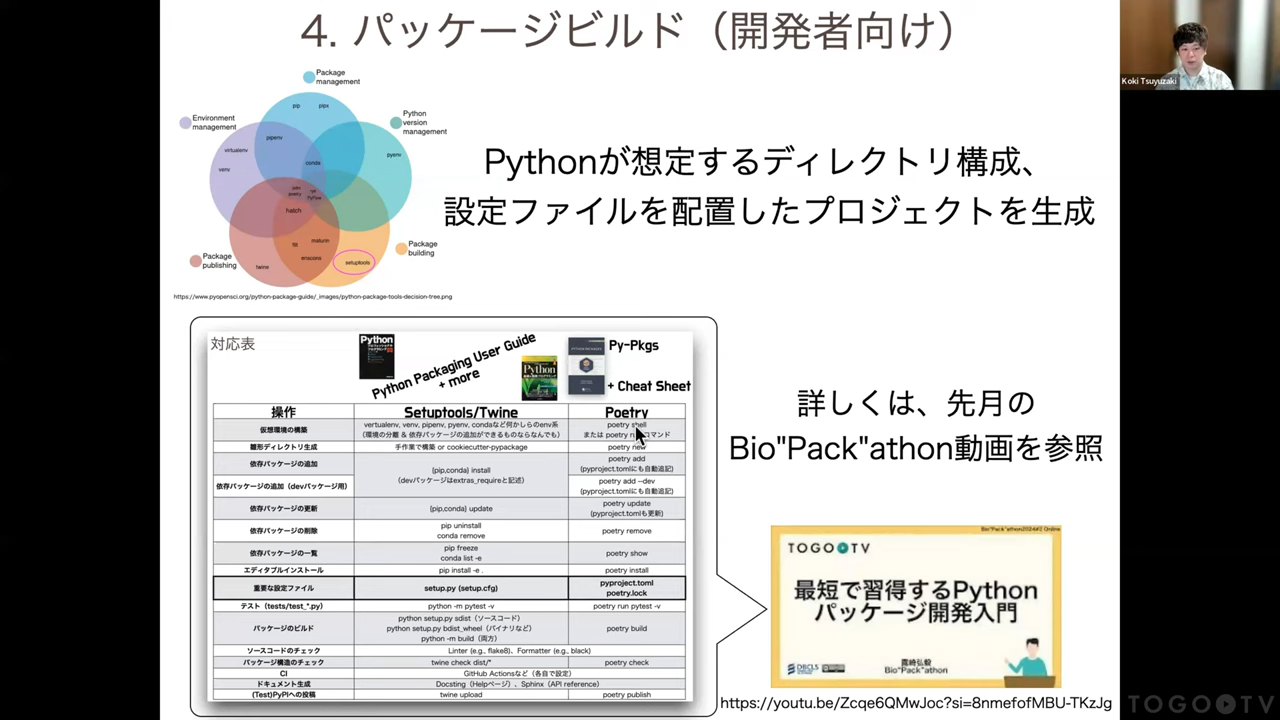 4. パッケージビルド（開発者向け）
Koki Tsuyuzaki
Package
management
Environment
management
Python
version
management
Package
publishing
Package
building
pip
pipx
pipenv
virtualenv
venv
conda
pyenv
hatch
flit
maturin
enscons
twine
setuptools
https://www.pyopensci.org/python-package-guide/_images/python-package-tools-decision-tree.png
Pythonが想定するディレクトリ構成、
設定ファイルを配置したプロジェクトを生成
対応表
Python
Python Packaging User Guide
+ more
Python
Py-Pkgs
+ Cheat Sheet
操作 Setuptools/Twine Poetry
仮想環境の構築 virtualenv, venv, pipenv, pyenv, condaなど何かしらのenv系 poetry shell
（環境の分離 & 依存パッケージの追加ができるものならなんでも） または poetry コマンド
雛形ディレクトリ生成 手作業で構築 or cookiecutter-pypackage poetry new
依存パッケージの追加 {pip,conda} install poetry add
(pyproject.tomlにも自動追記)
依存パッケージの追加（devパッケージ用） (devパッケージはextras_requireと記述) poetry add --dev
(pyproject.tomlにも自動追記)
依存パッケージの更新 {pip,conda} update poetry update
(pyproject.tomlも更新)
依存パッケージの削除 pip uninstall poetry remove
conda remove
依存パッケージの一覧 pip freeze poetry show
conda list -e
エディタブルインストール pip install -e . poetry install
重要な設定ファイル setup.py (setup.cfg) pyproject.toml
poetry.lock
テスト（tests/test_*.py） python -m pytest -v poetry run pytest -v
パッケージのビルド python setup.py sdist（ソースコード） poetry build
python setup.py bdist_wheel（バイナリなど）
python -m build（両方）
ソースコードのチェック Linter (e.g., flake8)、Formatter (e.g., black)
パッケージ構造のチェック twine check dist/* poetry check
CI GitHub Actionsなど（各自で設定）
ドキュメント生成 Docsting（Helpページ）、Sphinx（API reference）
(Test)PyPIへの投稿 twine upload poetry publish
詳しくは、先月の
Bio"Pack"athon動画を参照
Bio"Pack"athon2024#2 Online
TOGO TV
最短で習得するPython
パッケージ開発入門
DBCLS
露崎弘毅
Bio"Pack"athon
https://youtu.be/Zcqe6QMwJoc?si=8nmefofMBU-TKzJg
TOGO TV